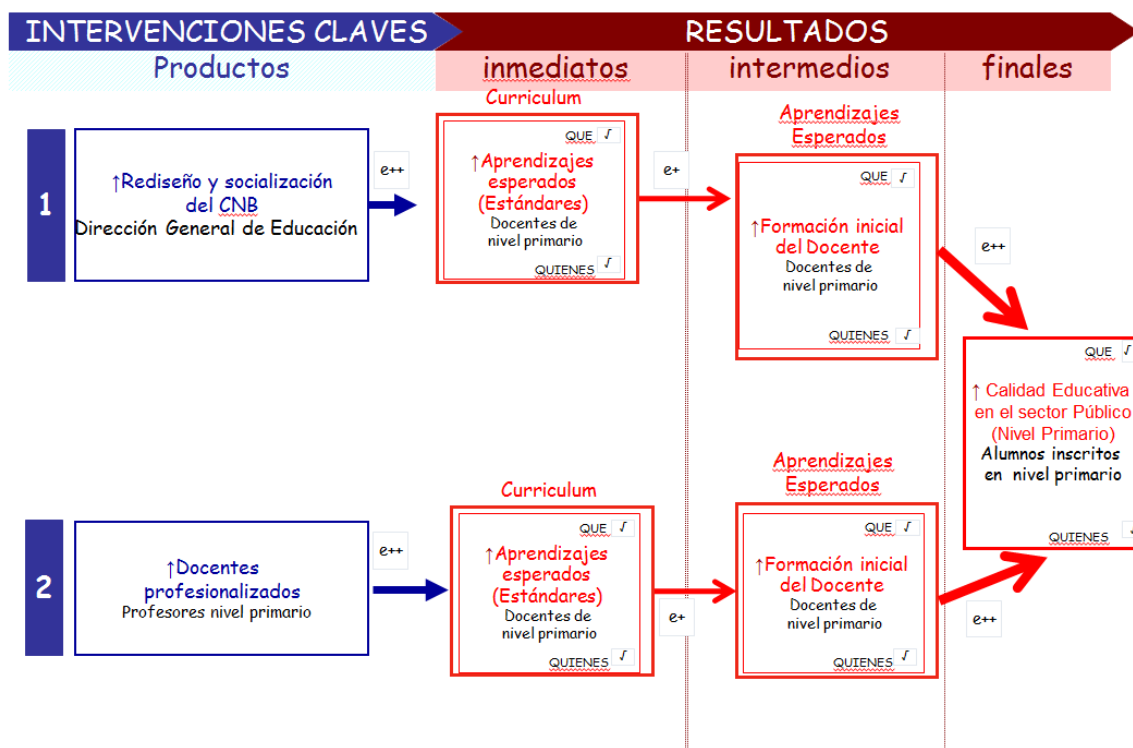 INTERVENCIONES CLAVES
RESULTADOS
Productos
inmediatos
intermedios
finales
1
↑Rediseño y socialización
del CNB
Dirección General de Educación
e++
Curriculum
QUE √
↑Aprendizajes
esperados
(Estándares)
Docentes de
nivel primario
QUIENES √
e+
Aprendizajes
Esperados
QUE √
↑Formación inicial
del Docente
Docentes de
nivel primario
QUIENES √
e++
QUE √
↑ Calidad Educativa
en el sector Público
(Nivel Primario)
Alumnos inscritos
en nivel primario
QUIENES √
2
↑Docentes
profesionalizados
Profesores nivel primario
e++
Curriculum
QUE √
↑Aprendizajes
esperados
(Estándares)
Docentes de
nivel primario
QUIENES √
e+
Aprendizajes
Esperados
QUE √
↑Formación inicial
del Docente
Docentes de
nivel primario
QUIENES √
e++